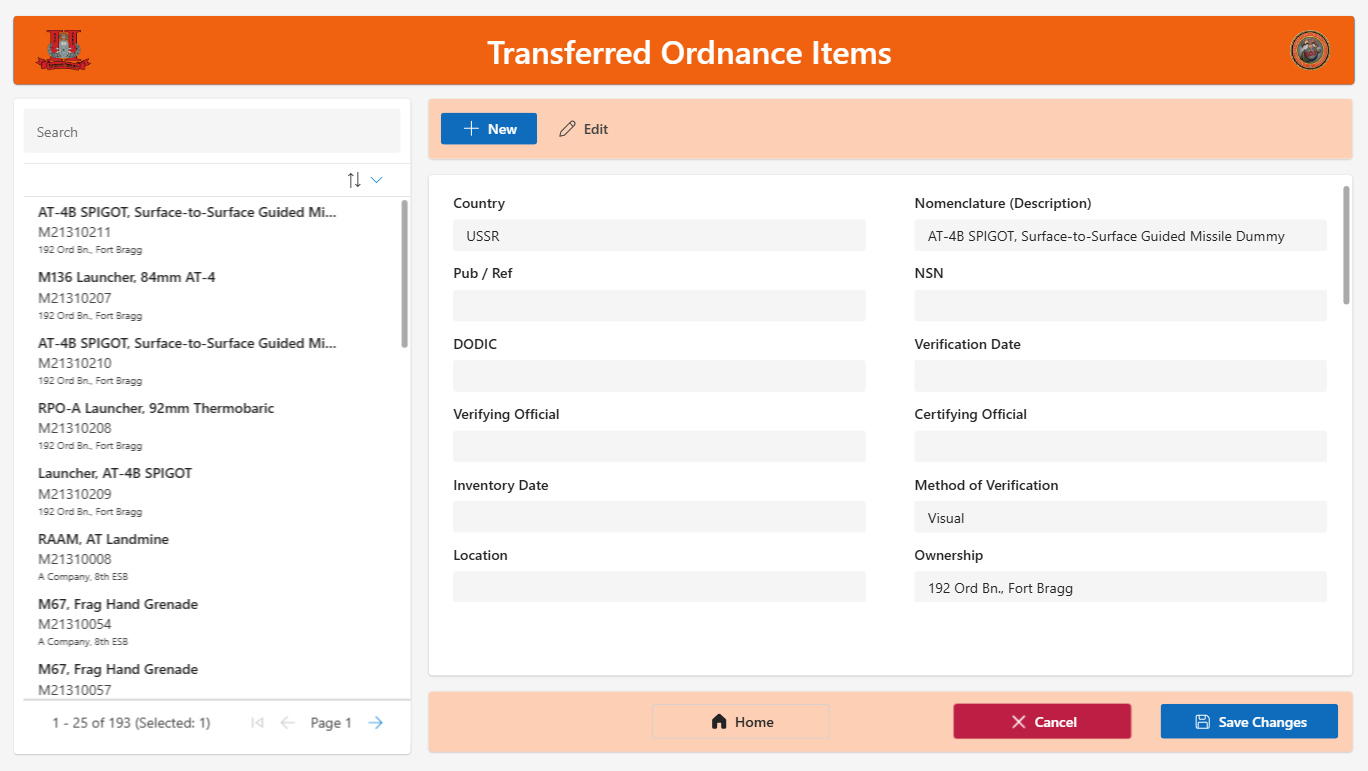 Transferred Ordnance Items
Search
AT-4B SPIGOT, Surface-to-Surface Guided Mi...
M21310211
192 Ord Bn., Fort Bragg
M136 Launcher, 84mm AT-4
M21310207
192 Ord Bn., Fort Bragg
AT-4B SPIGOT, Surface-to-Surface Guided Mi...
M21310210
192 Ord Bn., Fort Bragg
RPO-A Launcher, 92mm Thermobaric
M21310208
192 Ord Bn., Fort Bragg
Launcher, AT-4B SPIGOT
M21310209
192 Ord Bn., Fort Bragg
RAAM, AT Landmine
M21310008
A Company, 8th ESB
M67, Frag Hand Grenade
M21310054
A Company, 8th ESB
M67, Frag Hand Grenade
M21310057
1 - 25 of 193 (Selected: 1) Page 1
New Edit
Country Nomenclature (Description)
USSR AT-4B SPIGOT, Surface-to-Surface Guided Missile Dummy
Pub / Ref NSN
DODIC Verification Date
Verifying Official Certifying Official
Inventory Date Method of Verification
Visual
Location Ownership
192 Ord Bn., Fort Bragg
Home Cancel Save Changes